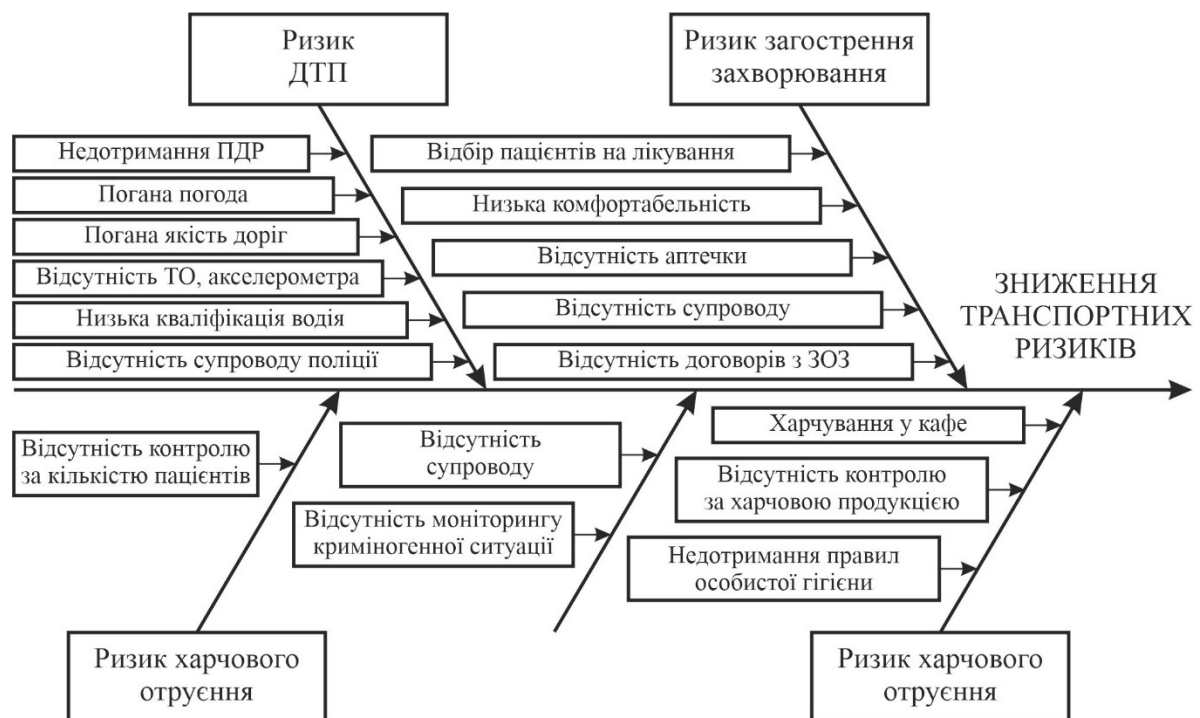 Ризик
ДТП
Ризик загострення
захворювання
Недотримання ПДР
Погана погода
Погана якість доріг
Відсутність ТО, акселерометра
Низька кваліфікація водія
Відсутність супроводу поліції
Відбір пацієнтів на лікування
Низька комфортабельність
Відсутність аптечки
Відсутність супроводу
Відсутність договорів з ЗОЗ
ЗНИЖЕННЯ
ТРАНСПОРТНИХ
РИЗИКІВ
Відсутність контролю
за кількістю пацієнтів
Відсутність
супроводу
Відсутність моніторингу
криміногенної ситуації
Харчування у кафе
Відсутність контролю
за харчовою продукцією
Недотримання правил
особистої гігієни
Ризик харчового
отруєння
Ризик харчового
отруєння